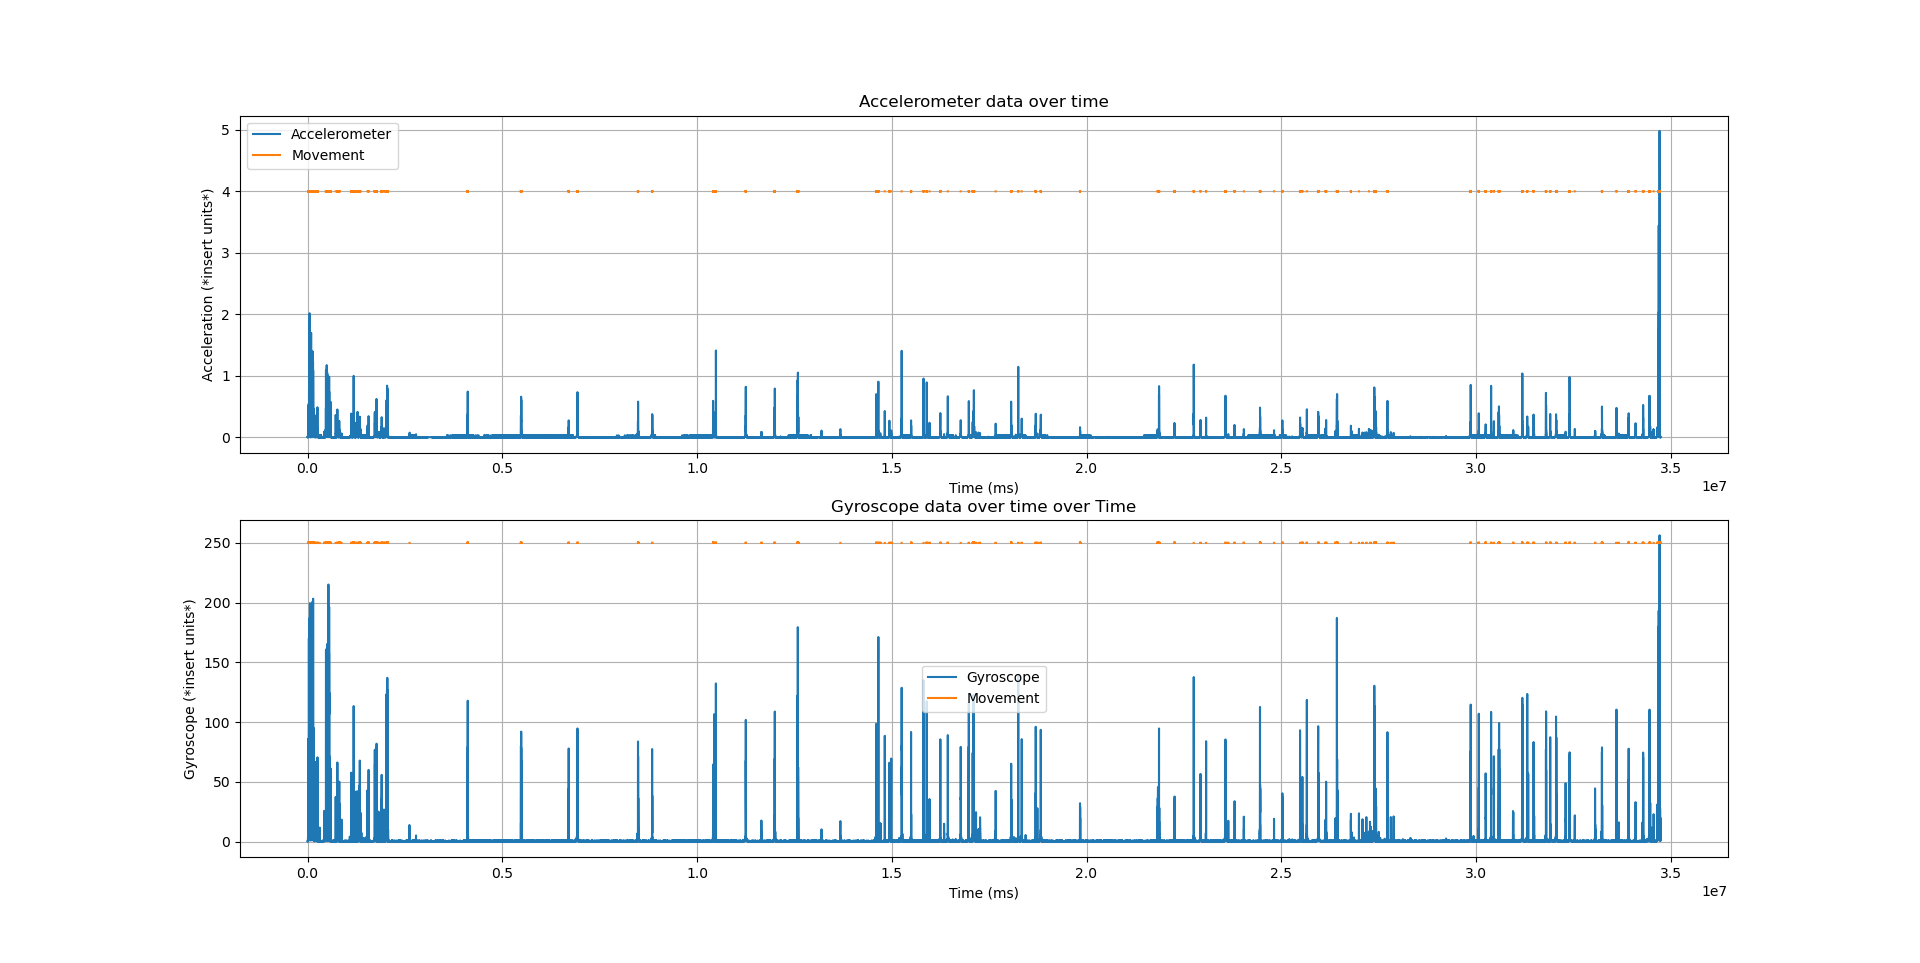 Accelerometer data over time
Accelerometer
Movement
Acceleration (*insert units*)
5
4
3
2
1
0
0.0 0.5 1.0 1.5 2.0 2.5 3.0 3.5
1e7
Time (ms)
Gyroscope data over time over Time
Gyroscope
Movement
Gyroscope (*insert units*)
250
200
150
100
50
0
0.0 0.5 1.0 1.5 2.0 2.5 3.0 3.5
1e7
Time (ms)